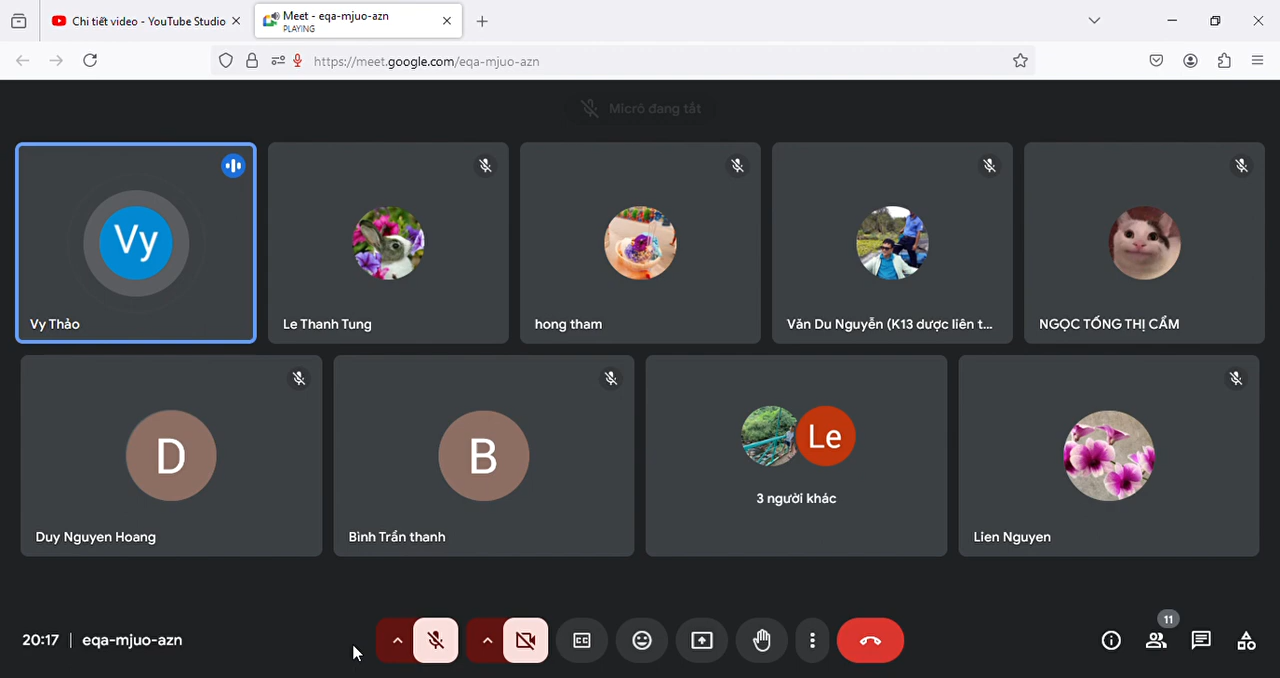 Chi tiết video - YouTube Studio
Meet - eqa-mjuo-azn
PLAYING
https://meet.google.com/eqa-mjuo-azn
Micrô đang tắt
Vy
Vy Thảo
Le Thanh Tung
hong tham
Văn Du Nguyễn (K13 dược liên t...
NGỌC TỐNG THỊ CẨM
D
Duy Nguyen Hoang
B
Bình Trần thanh
Le
3 người khác
Lien Nguyen
20:17 | eqa-mjuo-azn
CC
11